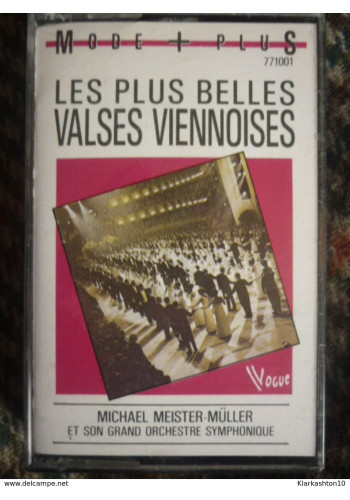 MODE + PLUS
771001
LES PLUS BELLES
VALSES VIENNOISES
Vogue
MICHAEL MEISTER-MÜLLER
ET SON GRAND ORCHESTRE SYMPHONIQUE
delcampe.net
Klarkashton10